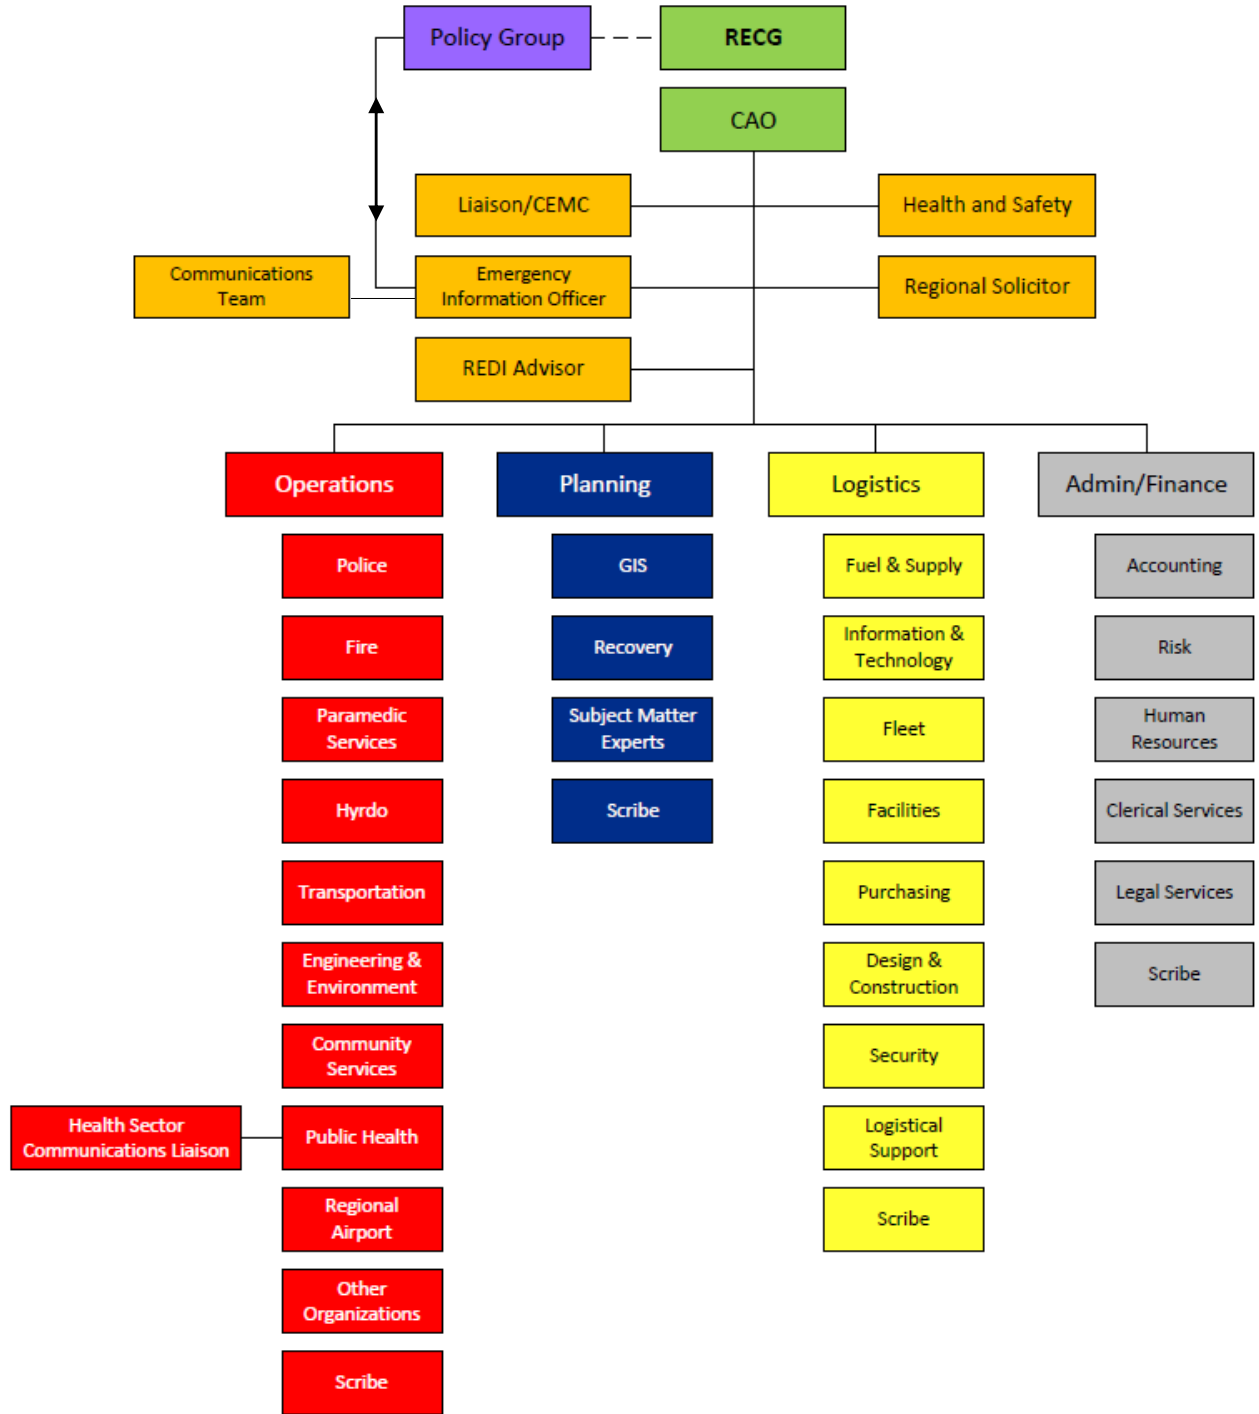 Policy Group
RECG
CAO
Liaison/CEMC
Health and Safety
Communications
Team
Emergency
Information Officer
Regional Solicitor
REDI Advisor
Operations
Planning
Logistics
Admin/Finance
Police
Fire
Paramedic
Services
Hyrdo
Transportation
Engineering &
Environment
Community
Services
Health Sector
Communications Liaison
Public Health
Regional
Airport
Other
Organizations
Scribe
GIS
Recovery
Subject Matter
Experts
Scribe
Fuel & Supply
Information &
Technology
Fleet
Facilities
Purchasing
Design &
Construction
Security
Logistical
Support
Scribe
Accounting
Risk
Human
Resources
Clerical Services
Legal Services
Scribe